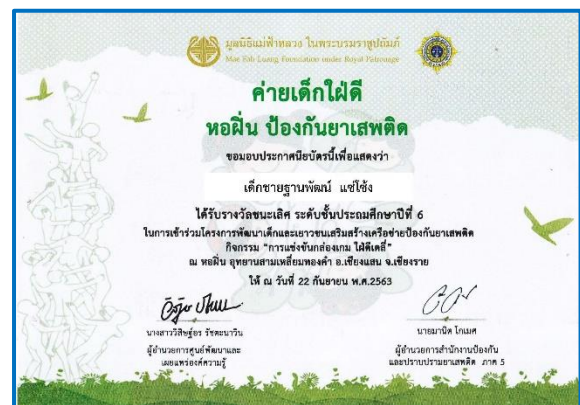 มูลนิธิแม่ฟ้าหลวง ในพระบรมราชูปถัมภ์
Mae Fah Luang Foundation under Royal Patronage
ค่ายเด็กใฝ่ดี
หอฝิ่น ป้องกันยาเสพติด
ขอมอบประกาศนียบัตรนี้เพื่อแสดงว่า
เด็กชายฐานพัฒน์ แซ่โซ้ง
ได้รับรางวัลชนะเลิศ ระดับชั้นประถมศึกษาปีที่ 6
ในการเข้าร่วมโครงการพัฒนาเด็กและเยาวชนเสริมสร้างเครือข่ายป้องกันยาเสพติด
กิจกรรม "การแข่งขันกล่องเกม ใฝ่ดีเดลี่"
ณ หอฝิ่น อุทยานสามเหลี่ยมทองคำ อ.เชียงแสน จ.เชียงราย
ให้ ณ วันที่ 22 กันยายน พ.ศ.2563
นางสาววิสิษฐ์อร รัชตะนาวิน
ผู้อำนวยการศูนย์พัฒนาและ
เผยแพร่องค์ความรู้
นายมานิต โกเมศ
ผู้อำนวยการสำนักงานป้องกัน
และปราบปรามยาเสพติด ภาค 5